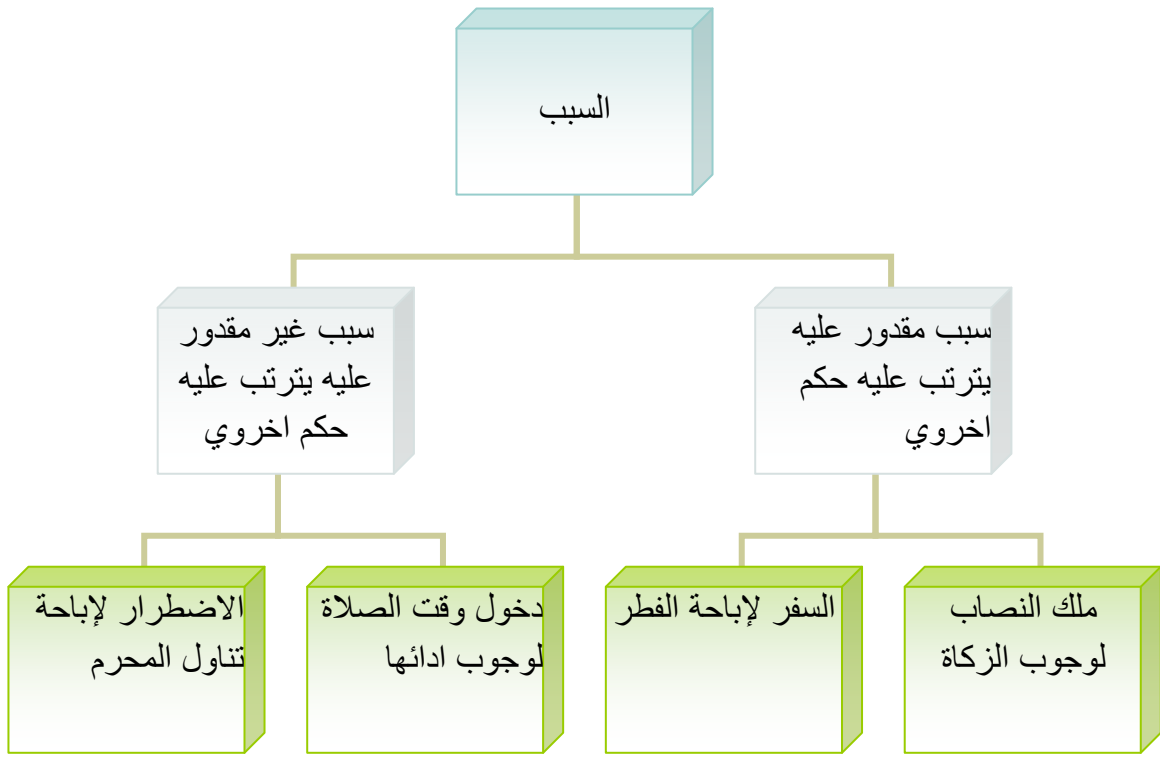 السبب
سبب مقدور عليه
يترتب عليه حكم
اخروي
سبب غير مقدور
عليه يترتب عليه
حكم اخروي
ملك النصاب
لوجوب الزكاة
السفر لإباحة الفطر
دخول وقت الصلاة
لوجوب ادائها
الاضطرار لإباحة
تناول المحرم